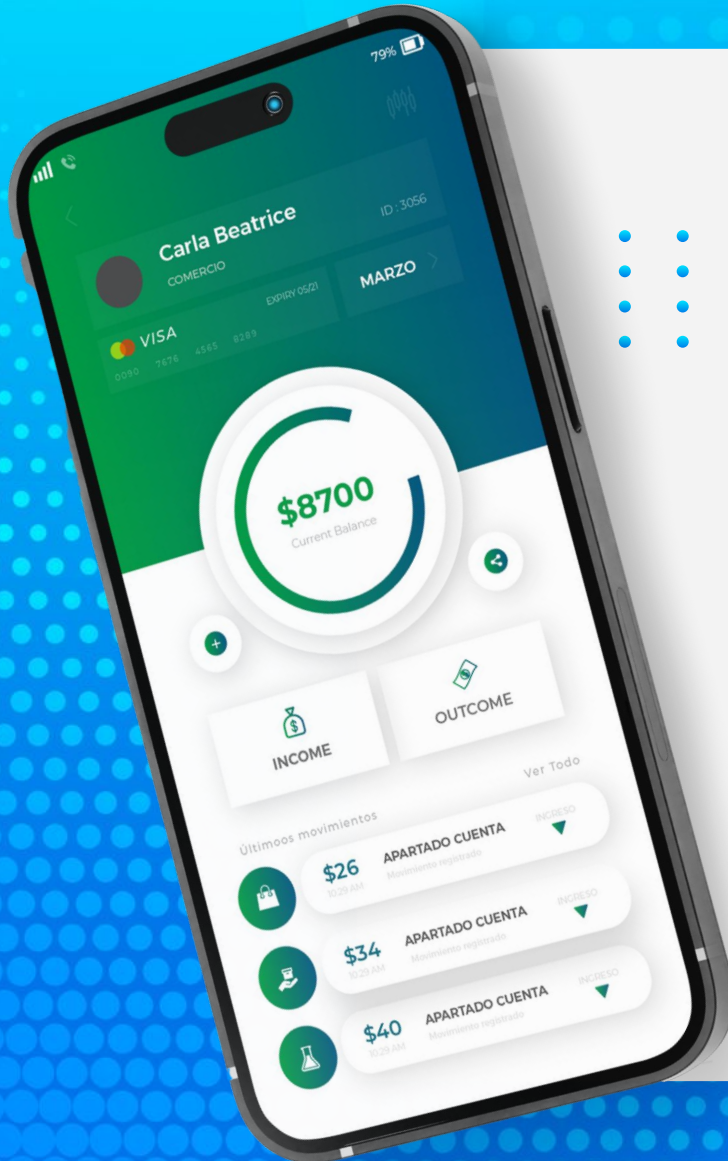 79%
Carla Beatrice
ID : 3056
COMERCIO
VISA
EXPIRY 05/21
MARZO
0090 7676 4565 6289
$8700
Current Balance
INCOME
OUTCOME
Últimoos movimientos
Ver Todo
$26
10:29 AM
APARTADO CUENTA
Movimiento registrado
INGRESO
$34
10:29 AM
APARTADO CUENTA
Movimiento registrado
INGRESO
$40
10:29 AM
APARTADO CUENTA
Movimiento registrado
INGRESO